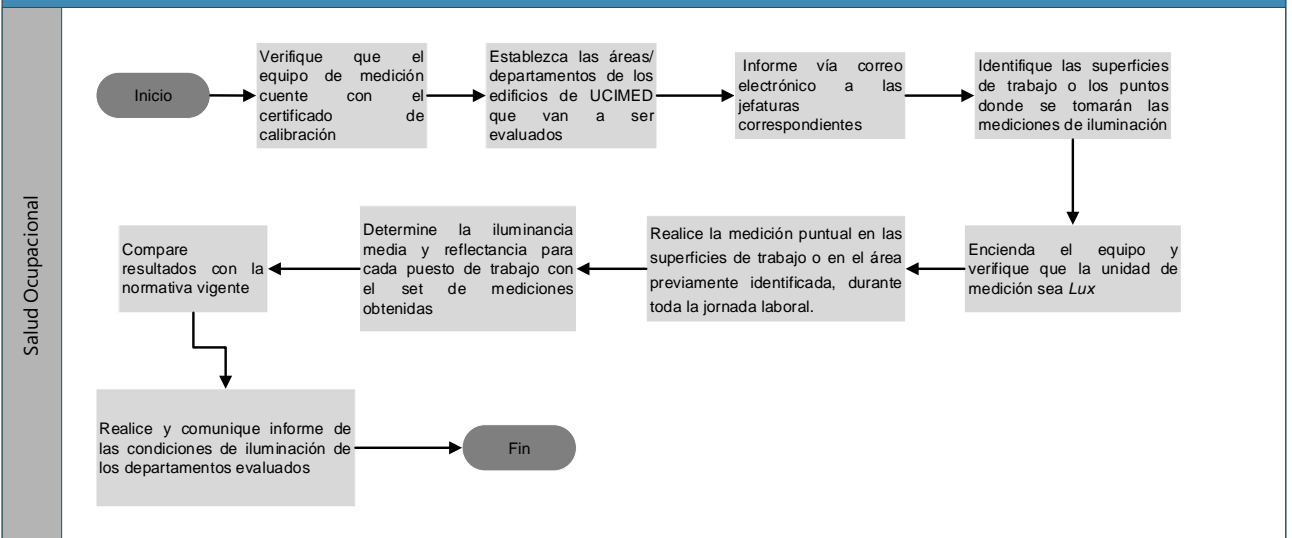 Salud Ocupacional
Inicio
Verifique que el
equipo de medición
cuente con el
certificado de
calibración
Establezca las áreas/
departamentos de los
edificios de UCIMED
que van a ser
evaluados
Informe vía correo
electrónico a las
jefaturas
correspondientes
Identifique las superficies
de trabajo o los puntos
donde se tomarán las
mediciones de iluminación
Encienda el equipo y
verifique que la unidad de
medición sea Lux
Realice la medición puntual en las
superficies de trabajo o en el área
previamente identificada, durante
toda la jornada laboral.
Determine la iluminancia
media y reflectancia para
cada puesto de trabajo con
el set de mediciones
obtenidas
Compare
resultados con la
normativa vigente
Realice y comunique informe de
las condiciones de iluminación de
los departamentos evaluados
Fin